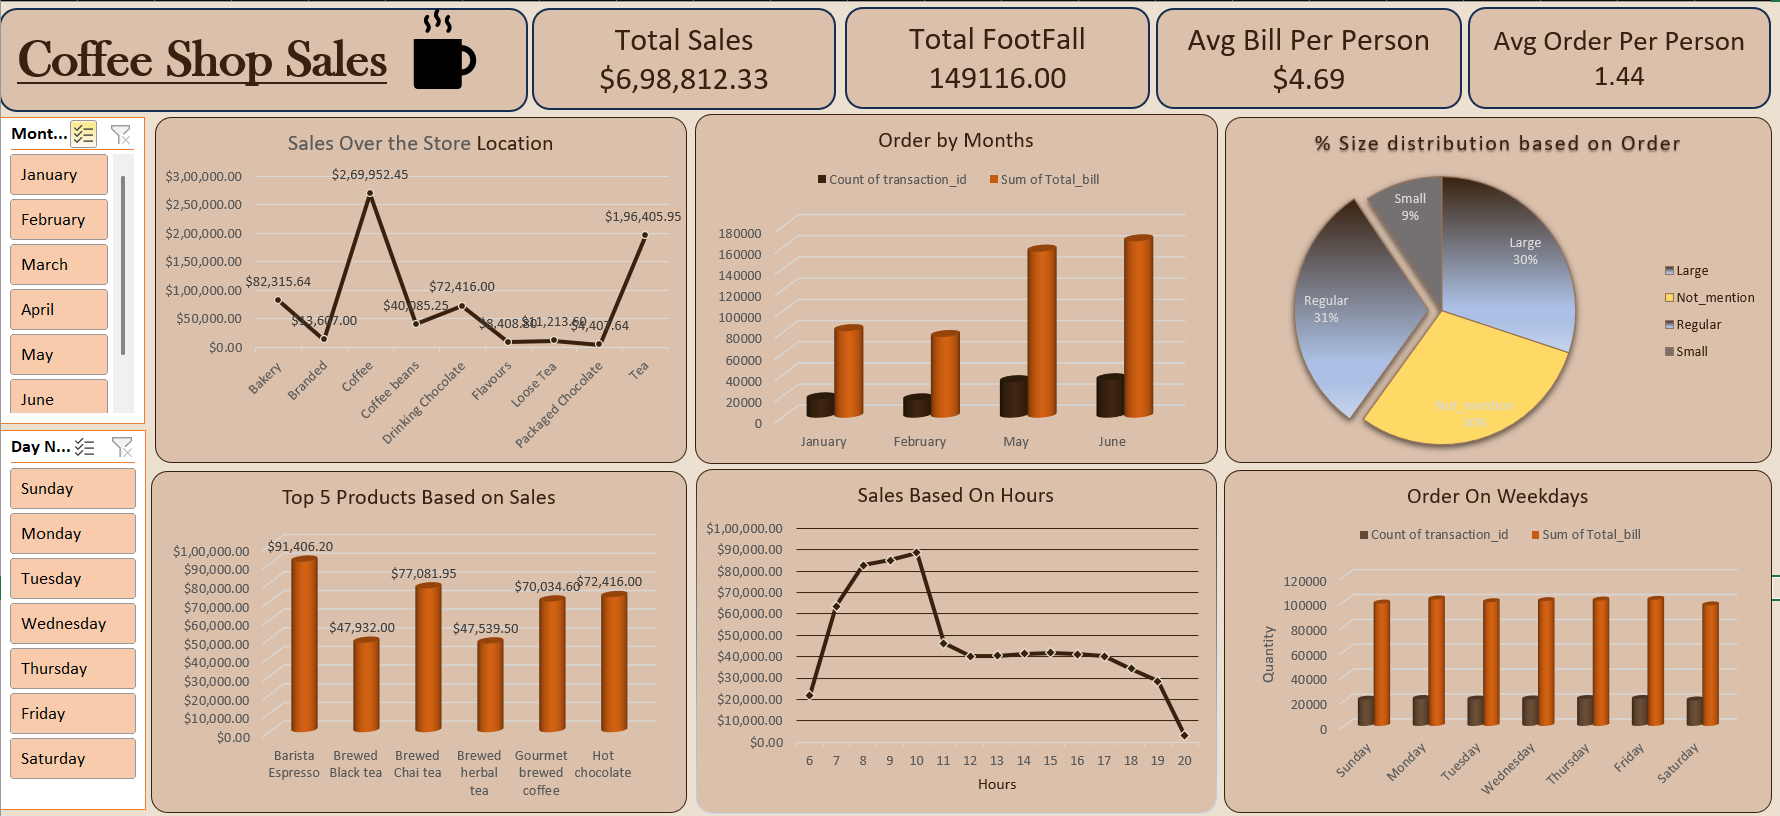 Coffee Shop Sales
Total Sales
$6,98,812.33
Total FootFall
149116.00
Avg Bill Per Person
$4.69
Avg Order Per Person
1.44
Mont...
January
February
March
April
May
June
Day N...
Sunday
Monday
Tuesday
Wednesday
Thursday
Friday
Saturday
Sales Over the Store Location
$3,00,000.00
$2,50,000.00
$2,00,000.00
$1,50,000.00
$1,00,000.00
$50,000.00
$0.00
$82,315.64
$13,607.00
$2,69,952.45
$40,085.25
$72,416.00
$8,408.80
$11,213.60
$4,407.64
$1,96,405.95
Bakery
Branded
Coffee
Coffee beans
Drinking Chocolate
Flavours
Loose Tea
Packaged Chocolate
Tea
Order by Months
Count of transaction_id
Sum of Total_bill
180000
160000
140000
120000
100000
80000
60000
40000
20000
0
January
February
May
June
% Size distribution based on Order
Small
9%
Large
30%
Regular
31%
Not_mention
30%
Large
Not_mention
Regular
Small
Top 5 Products Based on Sales
$1,00,000.00
$90,000.00
$80,000.00
$70,000.00
$60,000.00
$50,000.00
$40,000.00
$30,000.00
$20,000.00
$10,000.00
$0.00
$91,406.20
$47,932.00
$77,081.95
$47,539.50
$70,034.60
$72,416.00
Barista
Espresso
Brewed
Black tea
Brewed
Chai tea
Brewed
herbal
tea
Gourmet
brewed
coffee
Hot
chocolate
Sales Based On Hours
$1,00,000.00
$90,000.00
$80,000.00
$70,000.00
$60,000.00
$50,000.00
$40,000.00
$30,000.00
$20,000.00
$10,000.00
$0.00
6 7 8 9 10 11 12 13 14 15 16 17 18 19 20
Hours
Order On Weekdays
Count of transaction_id
Sum of Total_bill
Quantity
120000
100000
80000
60000
40000
20000
0
Sunday
Monday
Tuesday
Wednesday
Thursday
Friday
Saturday